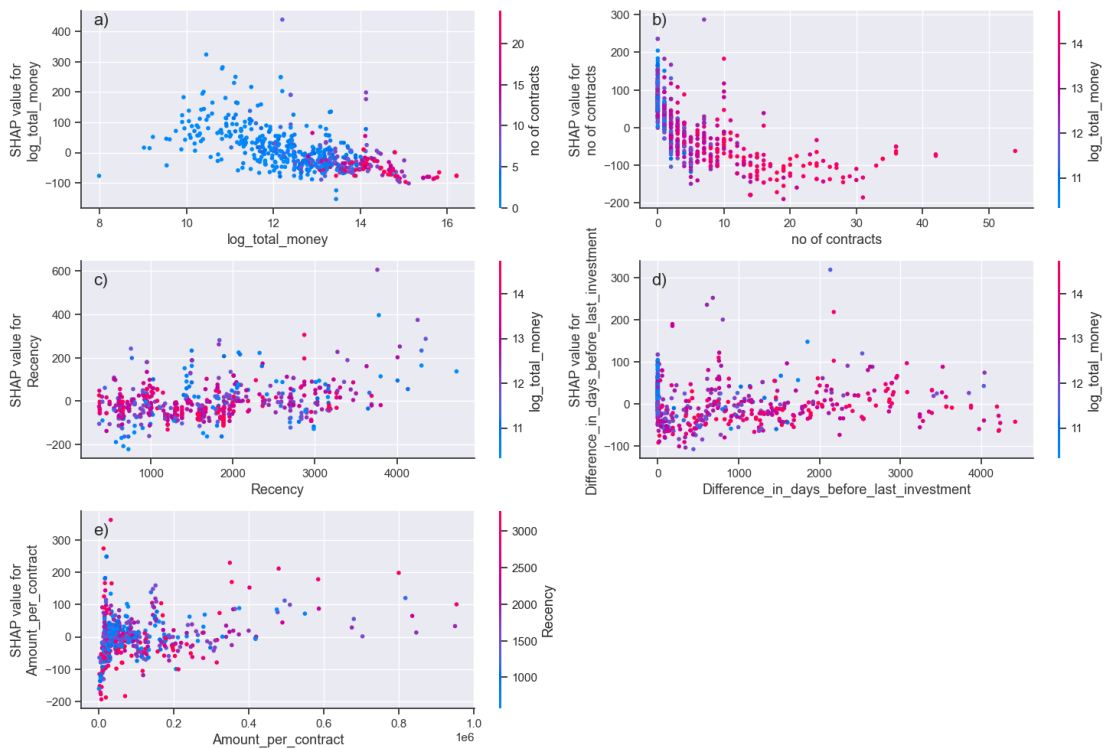 a)
400
300
200
100
0
−100
SHAP value for
log_total_money
8
10
12
14
16
log_total_money
20
15
10
5
0
no of contracts
b)
300
200
100
0
−100
−200
SHAP value for
no of contracts
0
10
20
30
40
50
no of contracts
14
13
12
11
log_total_money
c)
600
400
200
0
−200
SHAP value for
Recency
1000
2000
3000
4000
Recency
14
13
12
11
log_total_money
d)
300
200
100
0
−100
SHAP value for
Difference_in_days_before_last_investment
0
1000
2000
3000
4000
Difference_in_days_before_last_investment
14
13
12
11
log_total_money
e)
300
200
100
0
−100
−200
SHAP value for
Amount_per_contract
0.0
0.2
0.4
0.6
0.8
1.0
1e6
Amount_per_contract
3000
2500
2000
1500
1000
Recency